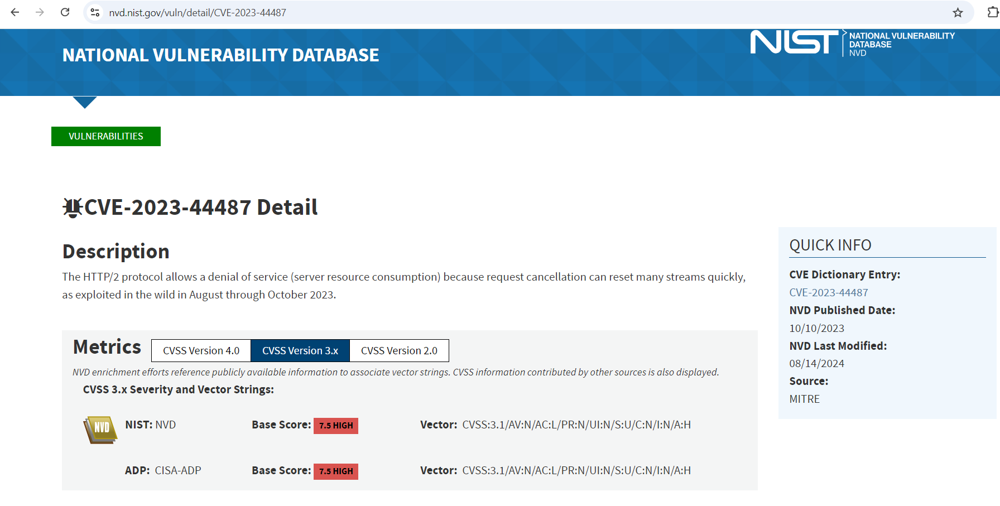 nvd.nist.gov/vuln/detail/CVE-2023-44487
NATIONAL VULNERABILITY DATABASE
NIST
NATIONAL VULNERABILITY
DATABASE
NVD
VULNERABILITIES
CVE-2023-44487 Detail
Description
The HTTP/2 protocol allows a denial of service (server resource consumption) because request cancellation can reset many streams quickly,
as exploited in the wild in August through October 2023.
Metrics
CVSS Version 4.0
CVSS Version 3.x
CVSS Version 2.0
NVD enrichment efforts reference publicly available information to associate vector strings. CVSS information contributed by other sources is also displayed.
CVSS 3.x Severity and Vector Strings:
NVD
NIST: NVD
Base Score: 7.5 HIGH
Vector: CVSS:3.1/AV:N/AC:L/PR:N/UI:N/S:U/C:N/I:N/A:H
ADP: CISA-ADP
Base Score: 7.5 HIGH
Vector: CVSS:3.1/AV:N/AC:L/PR:N/UI:N/S:U/C:N/I:N/A:H
QUICK INFO
CVE Dictionary Entry:
CVE-2023-44487
NVD Published Date:
10/10/2023
NVD Last Modified:
08/14/2024
Source:
MITRE